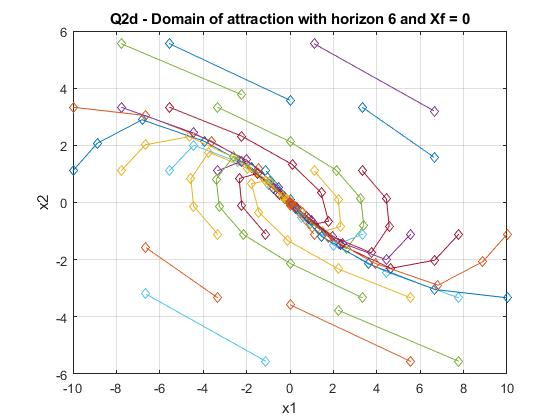 Q2d - Domain of attraction with horizon 6 and Xf = 0
6
4
2
0
-2
-4
-6
x2
-10 -8 -6 -4 -2 0 2 4 6 8 10
x1